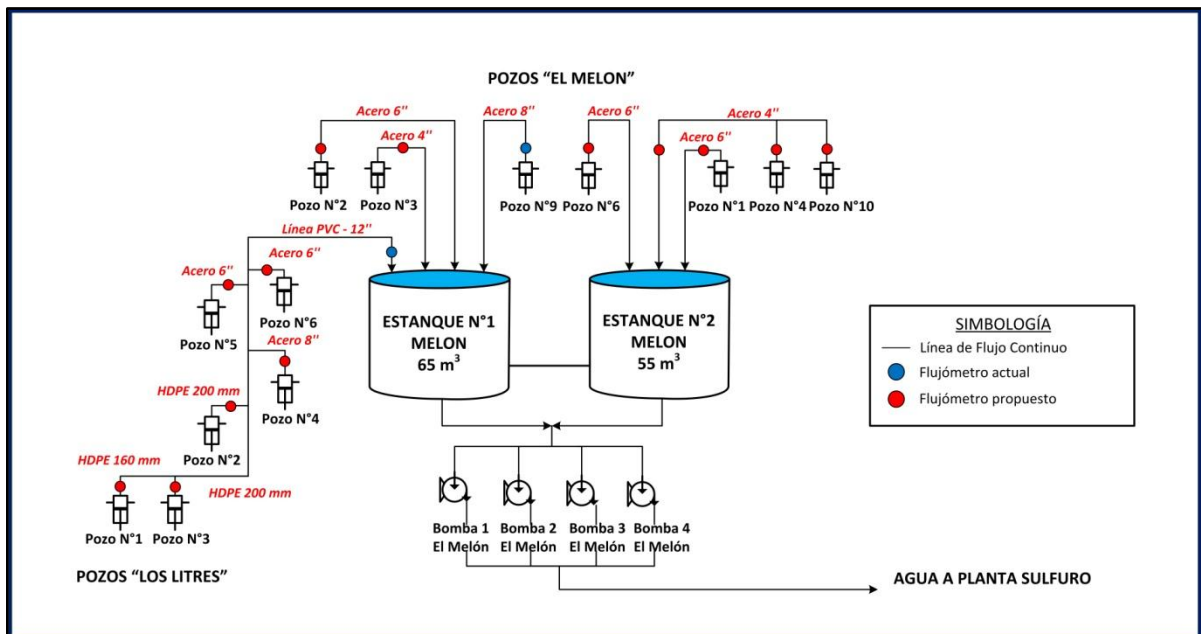 POZOS “EL MELON”
Acero 6''
Acero 8''
Acero 6''
Acero 4''
Acero 4''
Acero 6''
Pozo N°2
Pozo N°3
Pozo N°9
Pozo N°6
Pozo N°1
Pozo N°4
Pozo N°10
Línea PVC - 12''
Acero 6''
Acero 6''
Pozo N°6
Pozo N°5
Acero 8''
Pozo N°4
HDPE 200 mm
Pozo N°2
HDPE 160 mm
HDPE 200 mm
Pozo N°1
Pozo N°3
POZOS “LOS LITRES”
ESTANQUE N°1
MELON
65 m³
ESTANQUE N°2
MELON
55 m³
SIMBOLOGÍA
Línea de Flujo Continuo
Flujómetro actual
Flujómetro propuesto
Bomba 1
El Melón
Bomba 2
El Melón
Bomba 3
El Melón
Bomba 4
El Melón
AGUA A PLANTA SULFURO